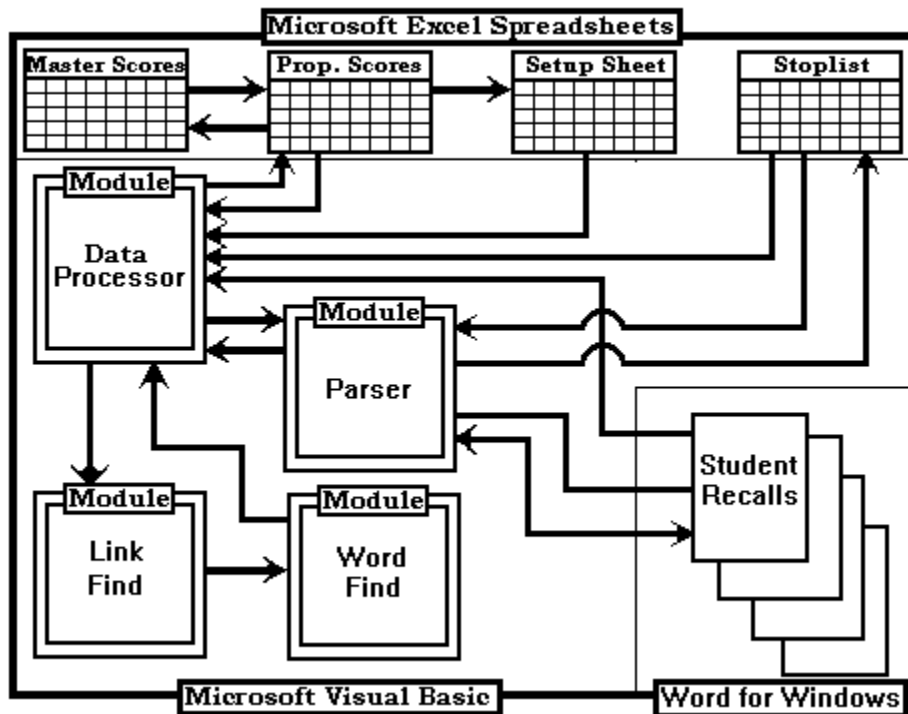 Microsoft Excel Spreadsheets
Master Scores
Prop. Scores
Setup Sheet
Stoplist
Module
Data
Processor
Module
Parser
Student
Recalls
Module
Link
Find
Module
Word
Find
Microsoft Visual Basic
Word for Windows